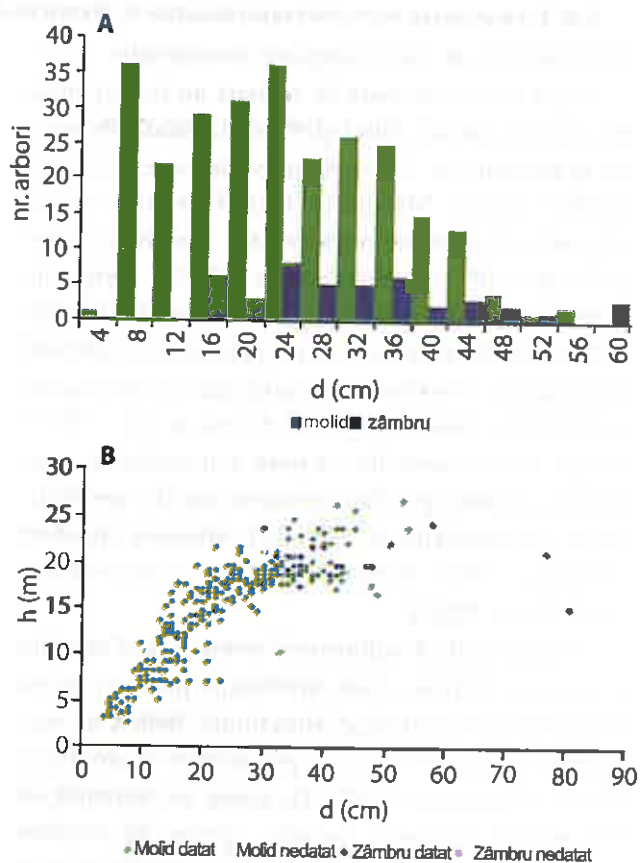 A
nr. arbori
40
35
30
25
20
15
10
5
0
4 8 12 16 20 24 28 32 36 40 44 48 52 56 60
d (cm)
molid zâmbru
B
h (m)
30
25
20
15
10
5
0
0 10 20 30 40 50 60 70 80 90
d (cm)
Molid datat Molid nedatat Zâmbru datat Zâmbru nedatat